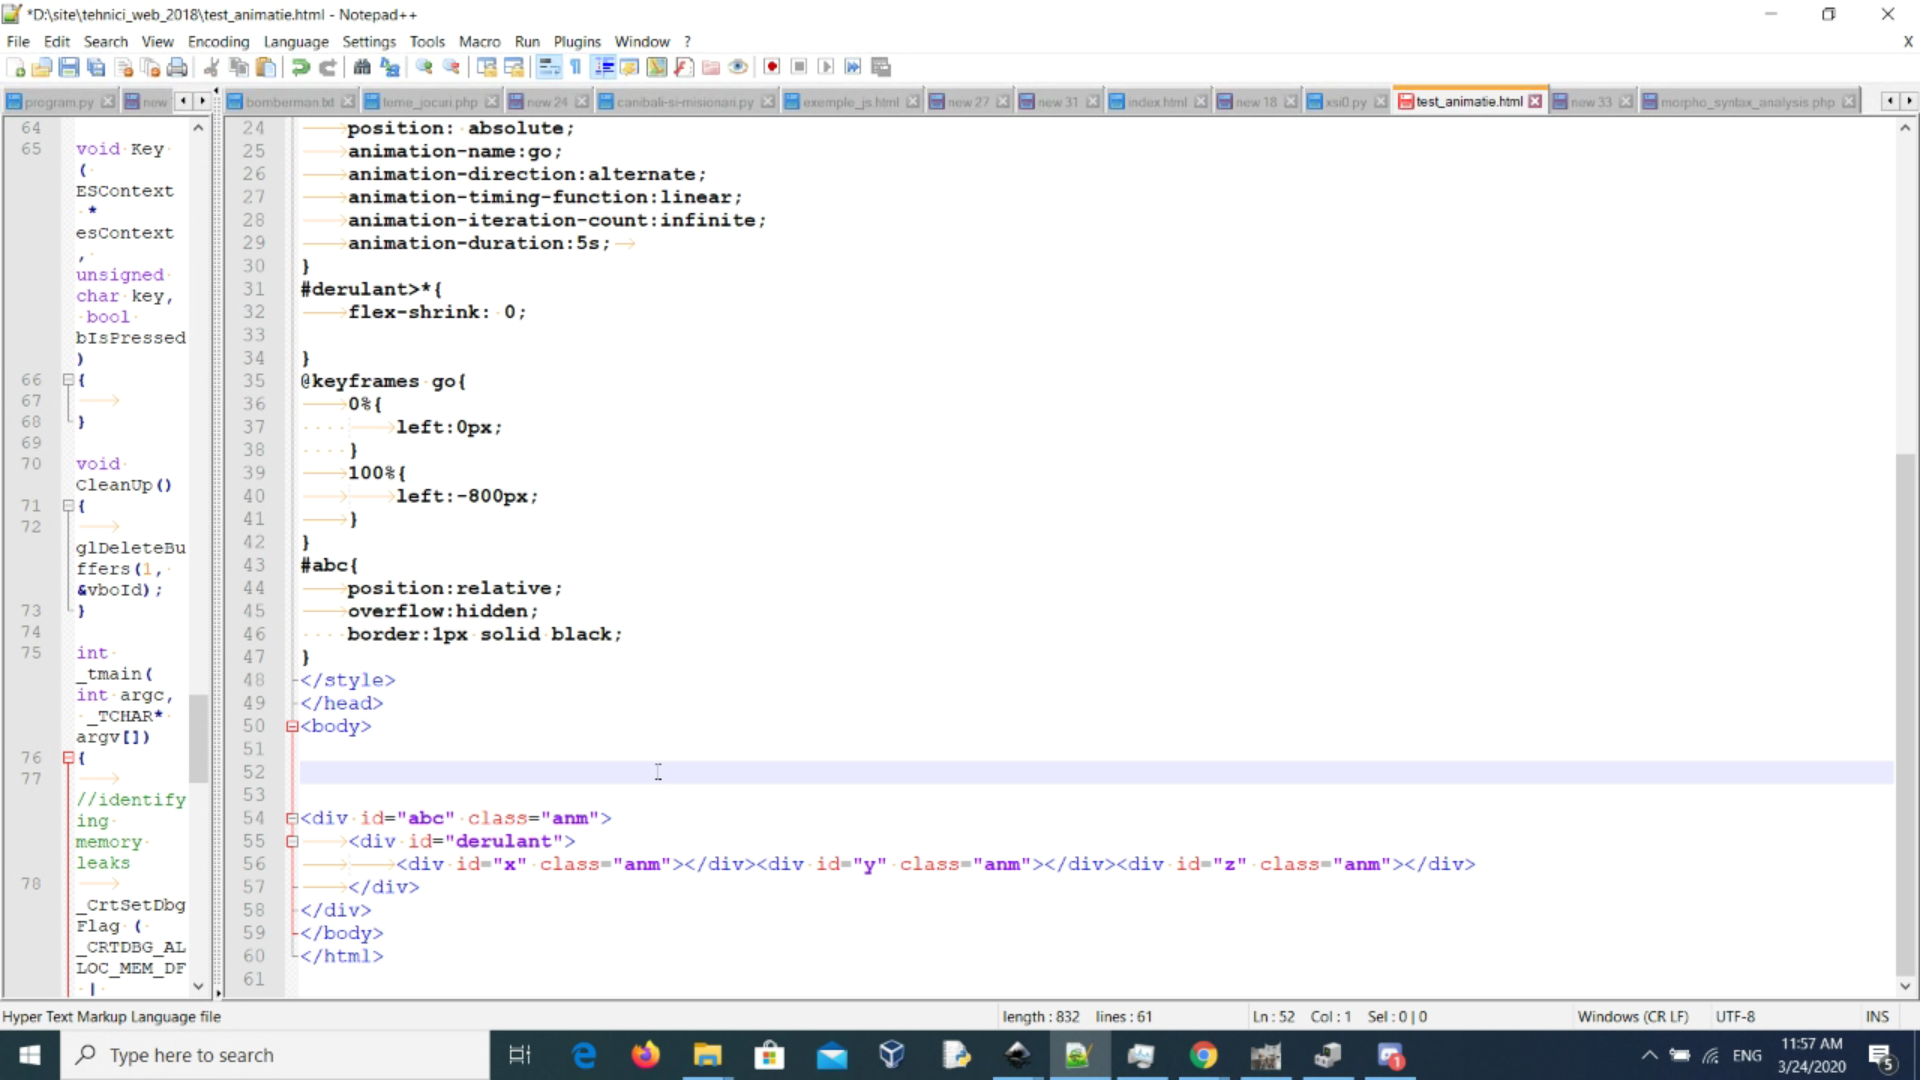 *D:\site\tehnici_web_2018\test_animatie.html - Notepad++
File Edit Search View Encoding Language Settings Tools Macro Run Plugins Window ?
X
program.py new bomberman.txt teme_jocuri.php new 24 canibali-si-misionari.py exemple_js.html new 27 new 31 index.html new 18 xsi0.py test_animatie.html new 33 morpho_syntax_analysis.php
64
65 void Key
(
ESContext
*
esContext
,
unsigned
char key,
bool
bIsPressed
)
66 {
67
68 }
69
70 void
CleanUp()
71 {
72
glDeleteBu
ffers(1,
&vboId);
73 }
74
75 int
_tmain(
int argc,
_TCHAR*
argv[])
76 {
77
//identify
ing
memory
leaks
78
_CrtSetDbg
Flag (
_CRTDBG_AL
LOC_MEM_DF
|
24 position: absolute;
25 animation-name:go;
26 animation-direction:alternate;
27 animation-timing-function:linear;
28 animation-iteration-count:infinite;
29 animation-duration:5s;
30 }
31 #derulant>*{
32 flex-shrink: 0;
33
34 }
35 @keyframes go{
36 0%{
37 left:0px;
38 }
39 100%{
40 left:-800px;
41 }
42 }
43 #abc{
44 position:relative;
45 overflow:hidden;
46 border:1px solid black;
47 }
48 </style>
49 </head>
50 <body>
51
52
53
54 <div id="abc" class="anm">
55 <div id="derulant">
56 <div id="x" class="anm"></div><div id="y" class="anm"></div><div id="z" class="anm"></div>
57 </div>
58 </div>
59 </body>
60 </html>
61
Hyper Text Markup Language file length : 832 lines : 61 Ln : 52 Col : 1 Sel : 0 | 0 Windows (CR LF) UTF-8 INS
Type here to search
1
ENG
11:57 AM
3/24/2020
5